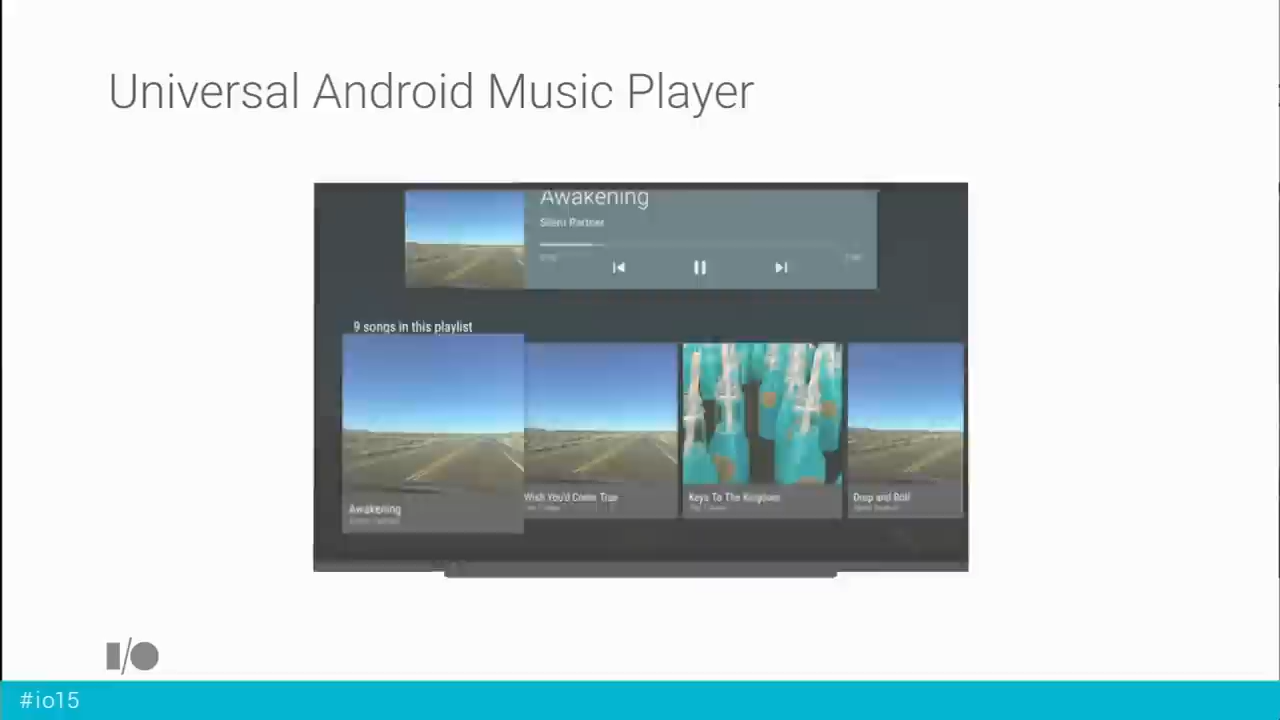 Universal Android Music Player
Awakening
Silent Partner
9 songs in this playlist
Awakening
Wish You'd Come True
Keys To The Kingdom
Drop and Roll
I/O
#io15